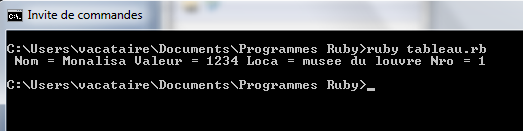 Invite de commandes
C:\Users\vacataire\Documents\Programmes Ruby>ruby tableau.rb
Nom = Monalisa Valeur = 1234 Loca = musee du louvre Nro = 1
C:\Users\vacataire\Documents\Programmes Ruby>_